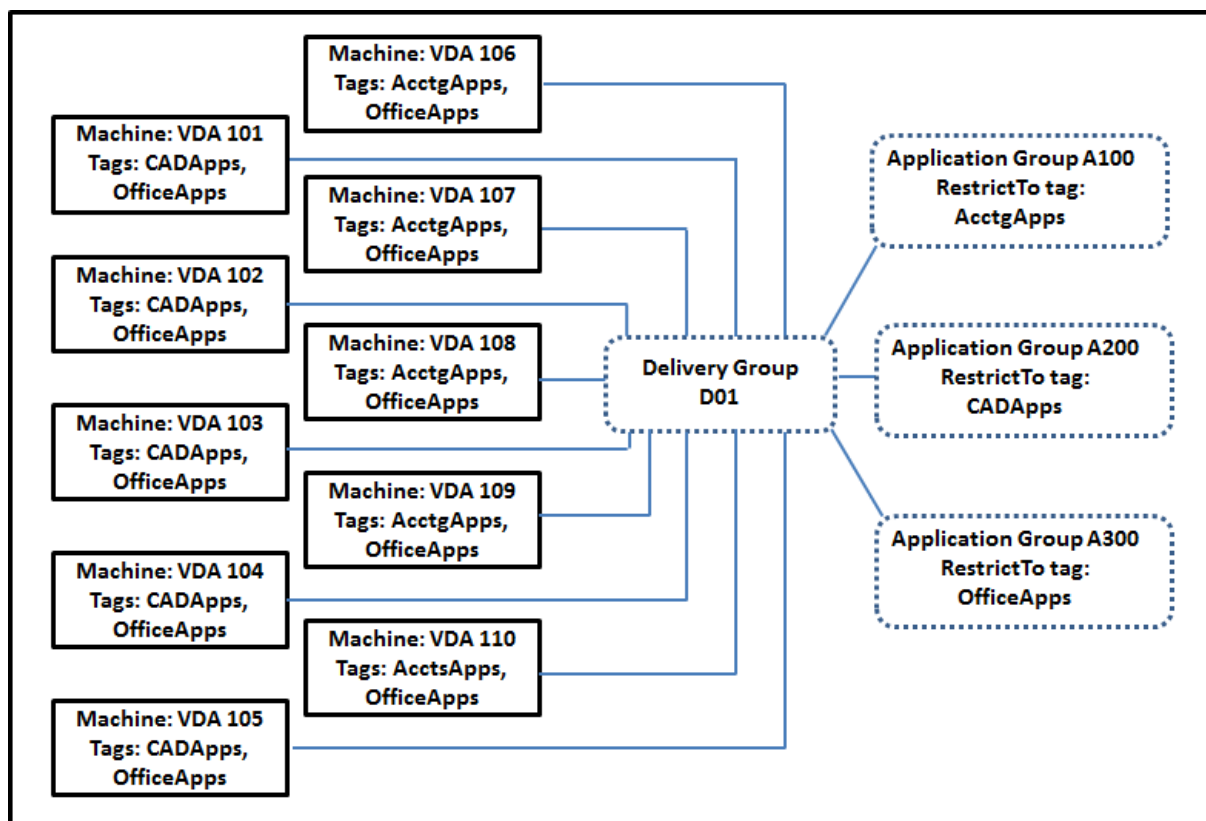 Machine: VDA 106
Tags: AcctgApps,
OfficeApps
Machine: VDA 101
Tags: CADApps,
OfficeApps
Machine: VDA 107
Tags: AcctgApps,
OfficeApps
Machine: VDA 102
Tags: CADApps,
OfficeApps
Machine: VDA 108
Tags: AcctgApps,
OfficeApps
Machine: VDA 103
Tags: CADApps,
OfficeApps
Machine: VDA 109
Tags: AcctgApps,
OfficeApps
Machine: VDA 104
Tags: CADApps,
OfficeApps
Machine: VDA 110
Tags: AcctsApps,
OfficeApps
Machine: VDA 105
Tags: CADApps,
OfficeApps
Delivery Group
D01
Application Group A100
RestrictTo tag:
AcctgApps
Application Group A200
RestrictTo tag:
CADApps
Application Group A300
RestrictTo tag:
OfficeApps